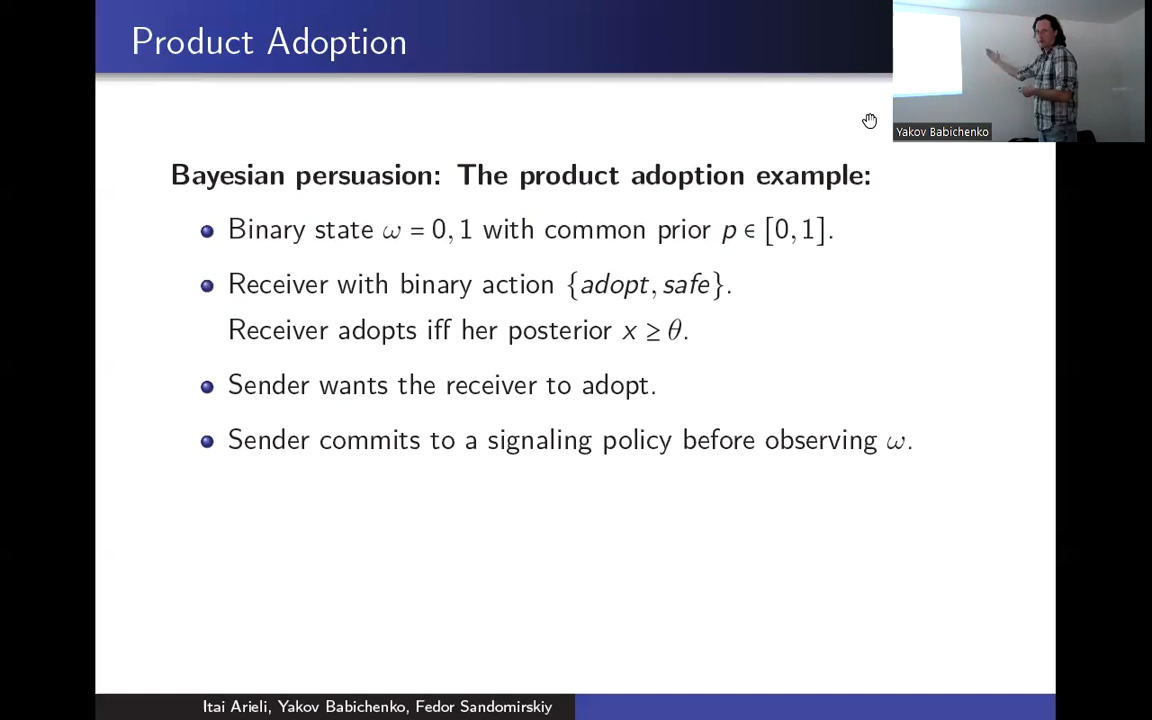 Product Adoption
Yakov Babichenko
Bayesian persuasion: The product adoption example:
Binary state ω = 0, 1 with common prior p ∈ [0, 1].
Receiver with binary action {adopt, safe}.
Receiver adopts iff her posterior x ≥ θ.
Sender wants the receiver to adopt.
Sender commits to a signaling policy before observing ω.
Itai Arieli, Yakov Babichenko, Fedor Sandomirskiy